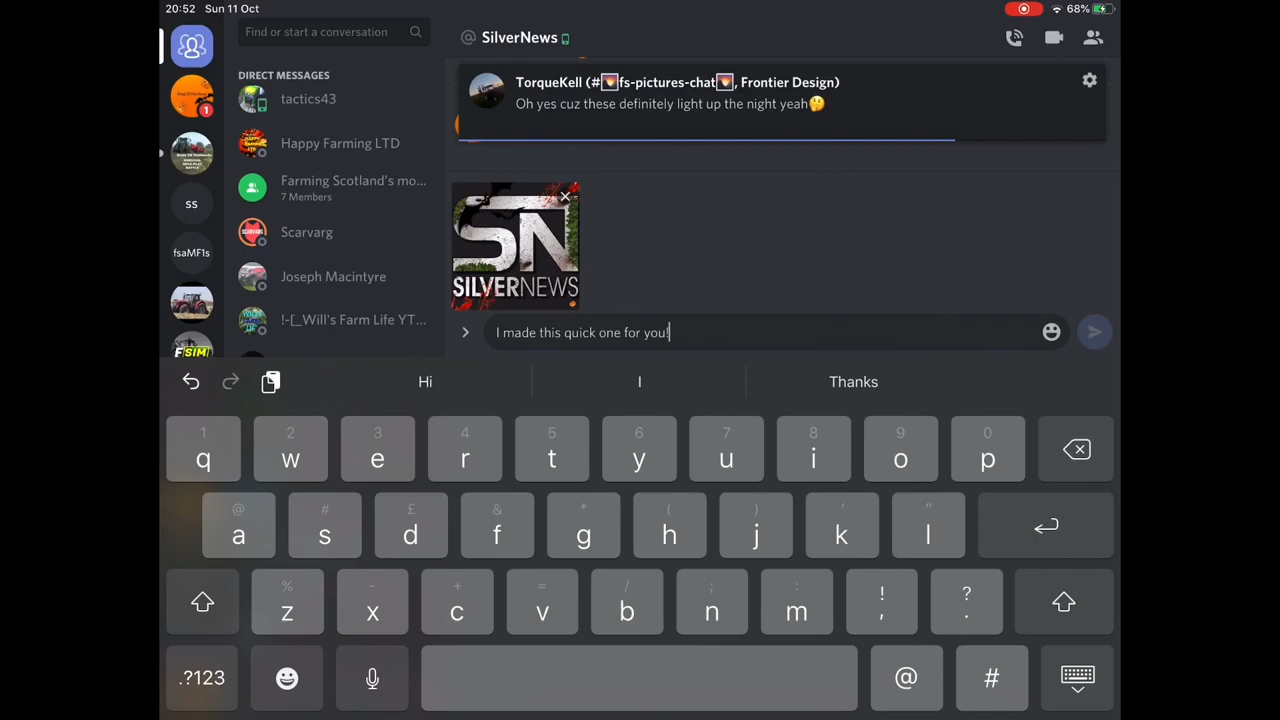 20:52 Sun 11 Oct
68%
Find or start a conversation
DIRECT MESSAGES
tactics43
Happy Farming LTD
Farming Scotland’s mo...
7 Members
Scarvarg
Joseph Macintyre
!-[_Will's Farm Life YT...
1
ss
fsaMF1s
FSIM
SCARVARG
@ SilverNews
TorqueKell (#🌄fs-pictures-chat🌄, Frontier Design)
Oh yes cuz these definitely light up the night yeah🤔
SN
SILVERNEWS
I made this quick one for you!
Hi I Thanks
1 2 3 4 5 6 7 8 9 0
q w e r t y u i o p
@ # £ & * ( ) ' "
a s d f g h j k l
% - + = / ; : ! ?
z x c v b n m , .
.?123 @ #